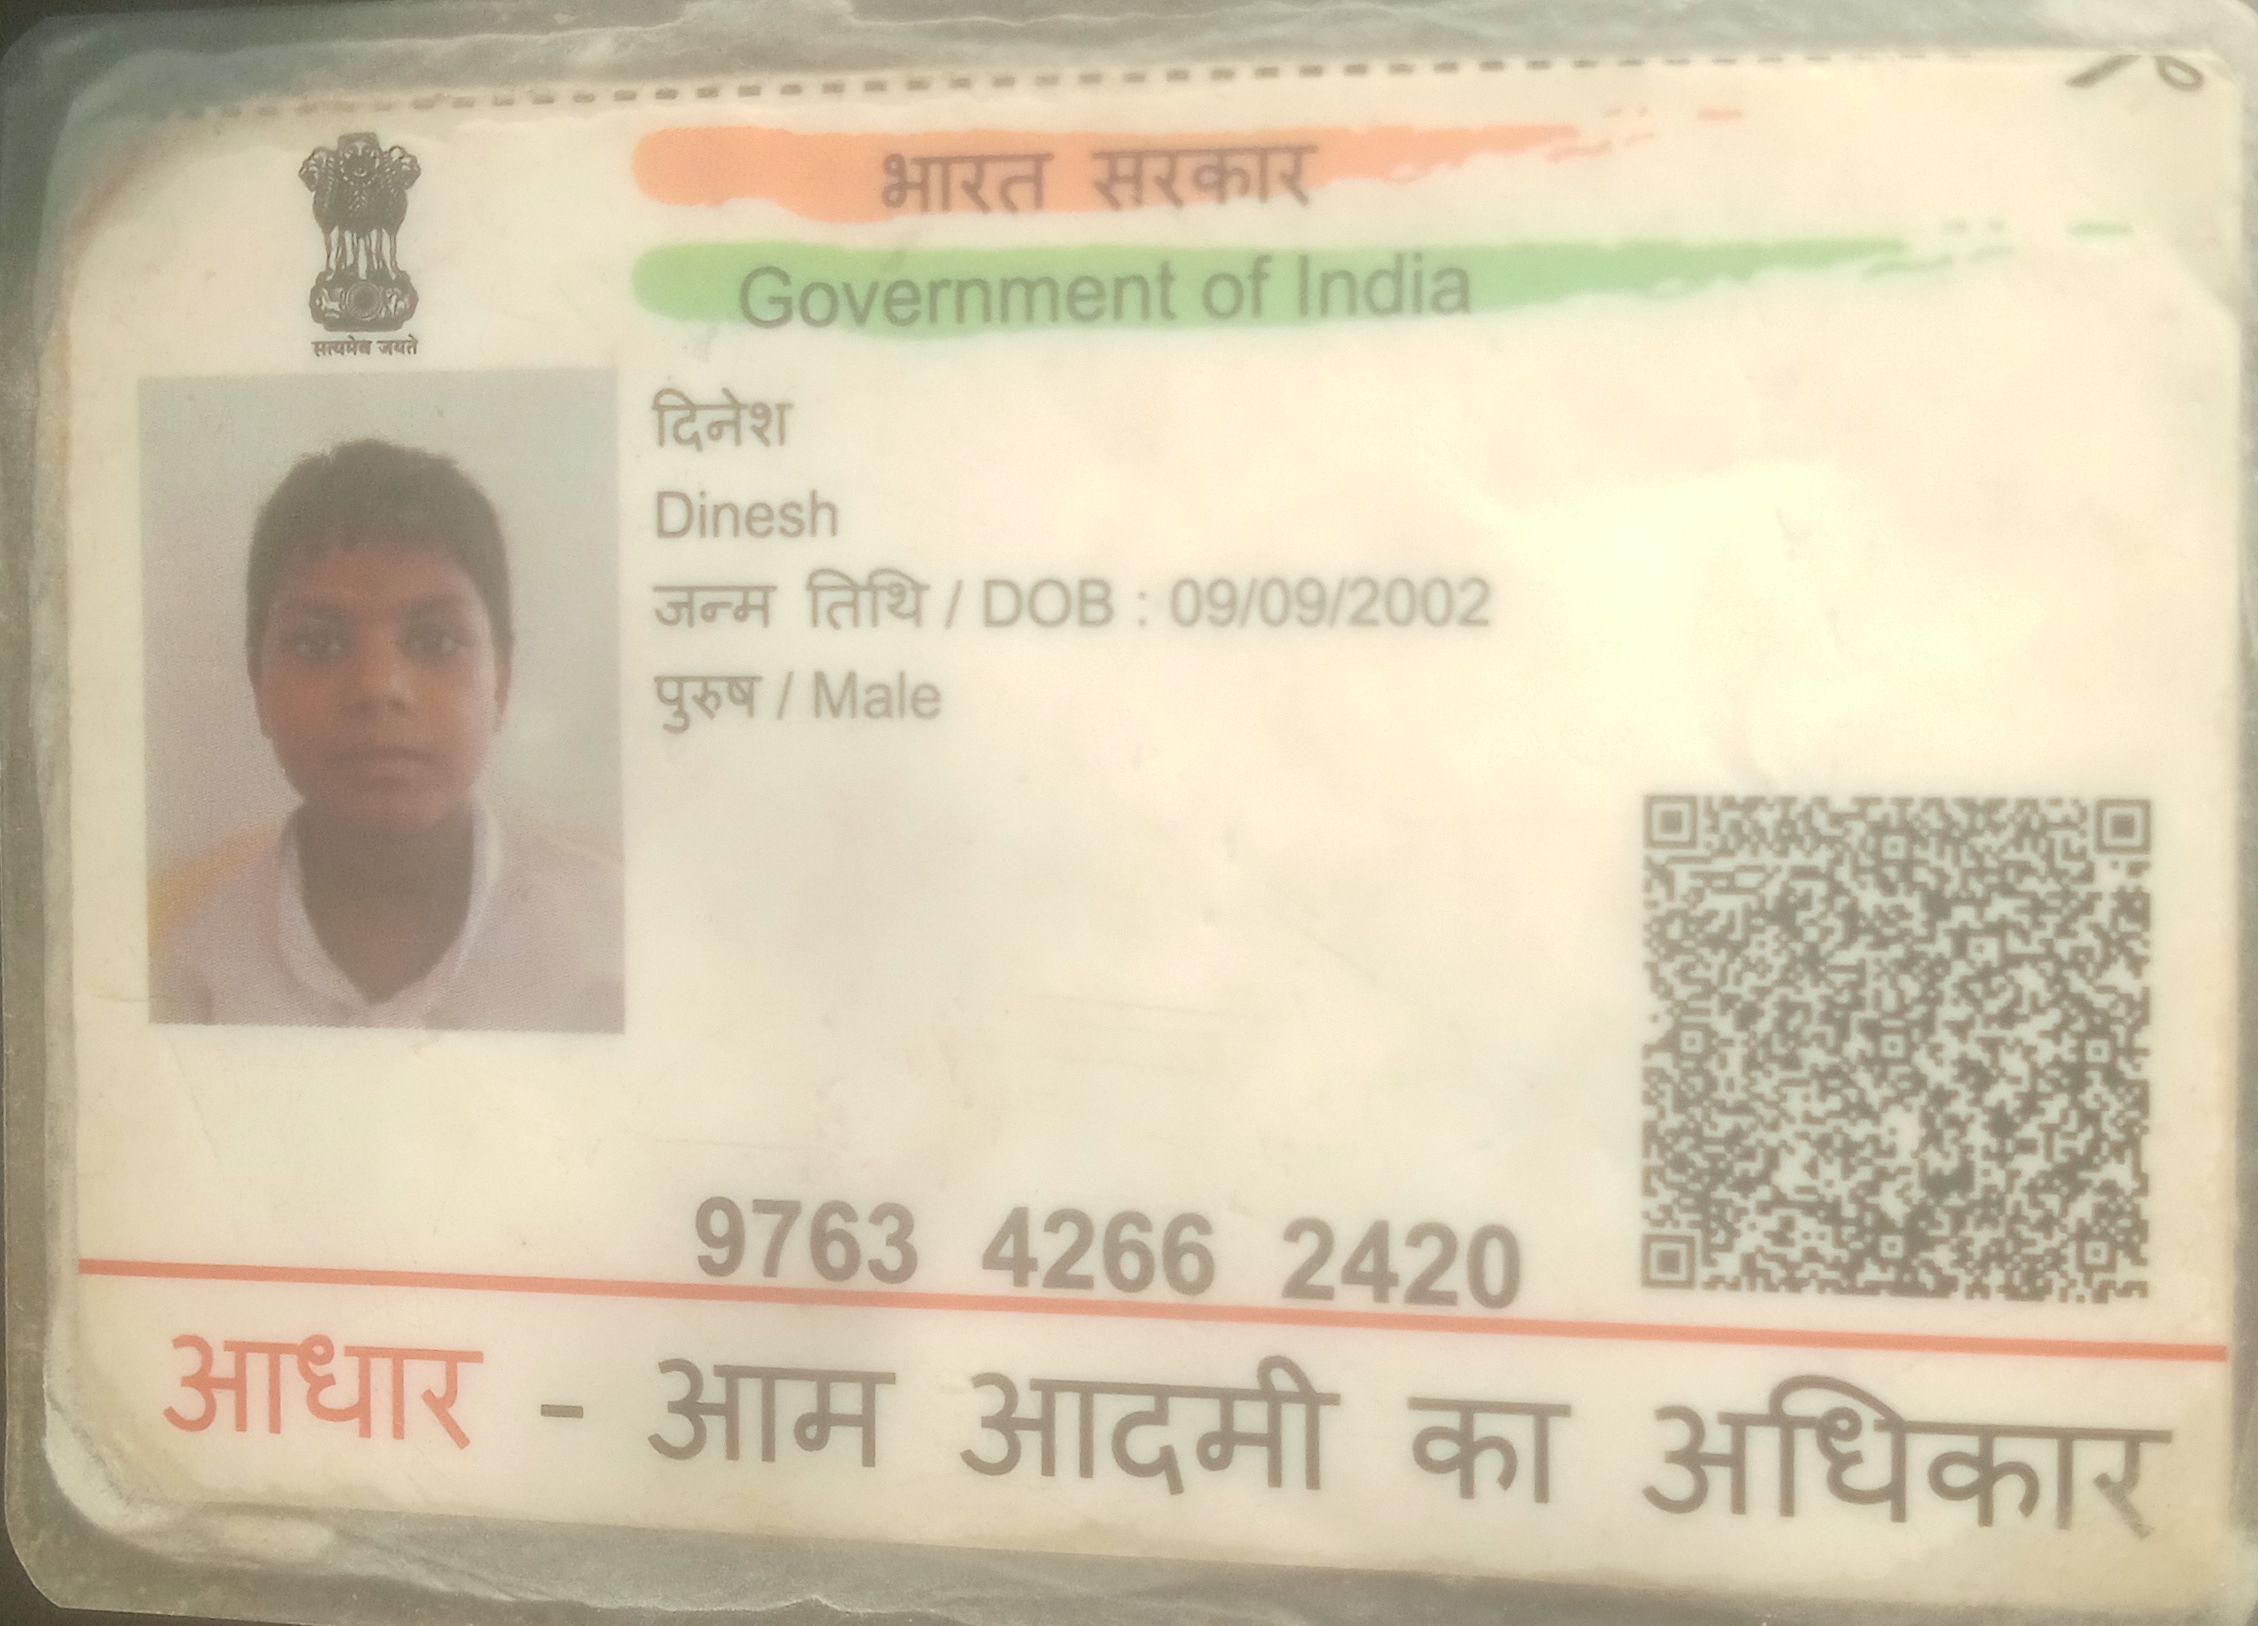 भारत सरकार
Government of India
सत्यमेव जयते
दिनेश
Dinesh
जन्म तिथि / DOB : 09/09/2002
पुरुष / Male
9763 4266 2420
आधार - आम आदमी का अधिकार